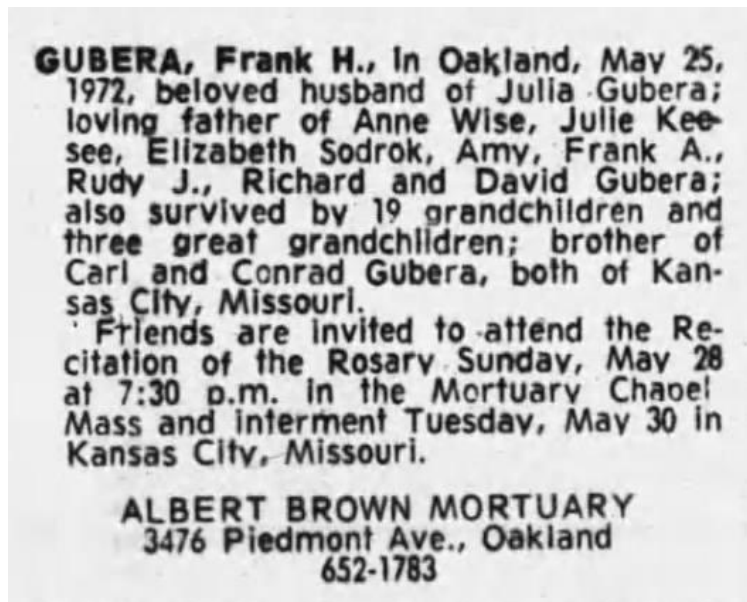 GUBERA, Frank H., in Oakland, May 25,
1972, beloved husband of Julia Gubera;
loving father of Anne Wise, Julie Kee-
see, Elizabeth Sodrok, Amy, Frank A.,
Rudy J., Richard and David Gubera;
also survived by 19 grandchildren and
three great grandchildren; brother of
Carl and Conrad Gubera, both of Kan-
sas City, Missouri.
Friends are invited to attend the Re-
citation of the Rosary Sunday, May 28
at 7:30 p.m. in the Mortuary Chapel
Mass and interment Tuesday, May 30 in
Kansas City, Missouri.
ALBERT BROWN MORTUARY
3476 Piedmont Ave., Oakland
652-1783